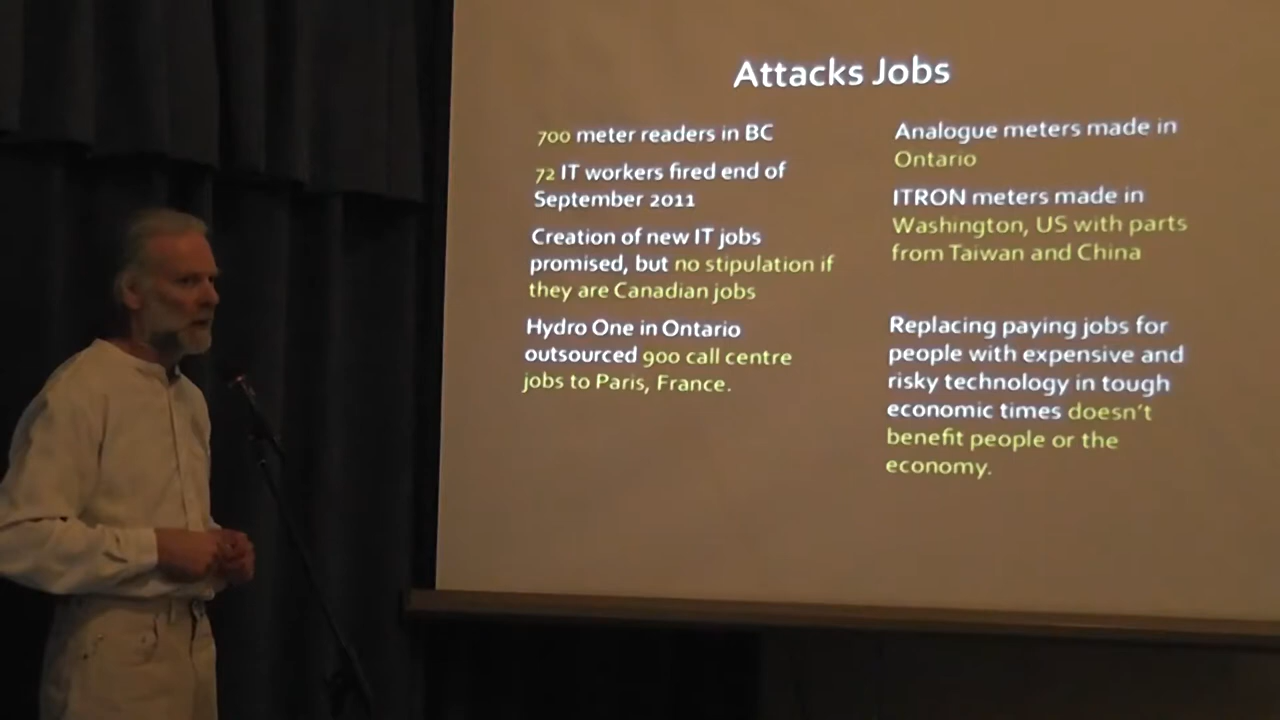 Attacks Jobs
700 meter readers in BC
72 IT workers fired end of
September 2011
Creation of new IT jobs
promised, but no stipulation if
they are Canadian jobs
Hydro One in Ontario
outsourced 900 call centre
jobs to Paris, France.
Analogue meters made in
Ontario
ITRON meters made in
Washington, US with parts
from Taiwan and China
Replacing paying jobs for
people with expensive and
risky technology in tough
economic times doesn't
benefit people or the
economy.